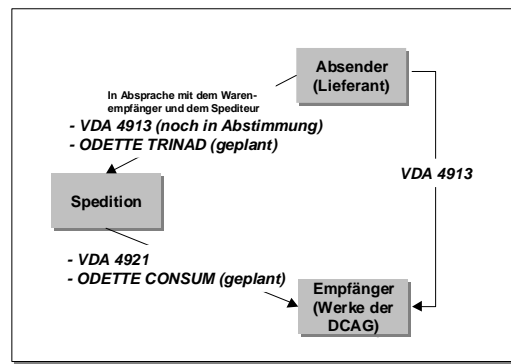 Absender
(Lieferant)
In Absprache mit dem Waren-
empfänger und dem Spediteur
- VDA 4913 (noch in Abstimmung)
- ODETTE TRINAD (geplant)
VDA 4913
Spedition
- VDA 4921
- ODETTE CONSUM (geplant)
Empfänger
(Werke der
DCAG)